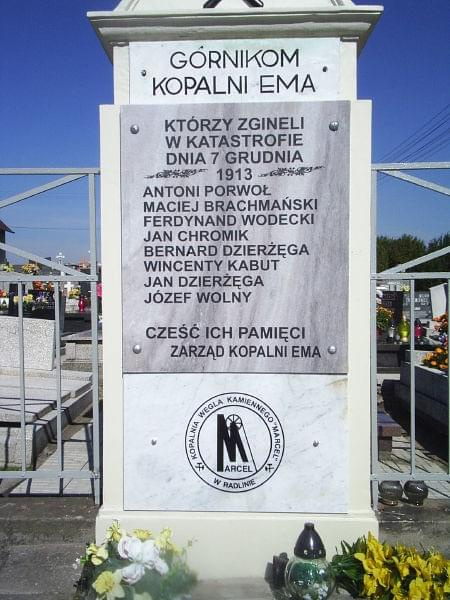 GÓRNIKOM
KOPALNI EMA
KTÓRZY ZGINELI
W KATASTROFIE
DNIA 7 GRUDNIA
1913
ANTONI PORWOŁ
MACIEJ BRACHMAŃSKI
FERDYNAND WODECKI
JAN CHROMIK
BERNARD DZIERŻĘGA
WINCENTY KABUT
JAN DZIERŻĘGA
JÓZEF WOLNY
CZEŚĆ ICH PAMIĘCI
ZARZĄD KOPALNI EMA
KOPALNIA WĘGLA KAMIENNEGO "MARCEL"
MARCEL
W RADLINIE